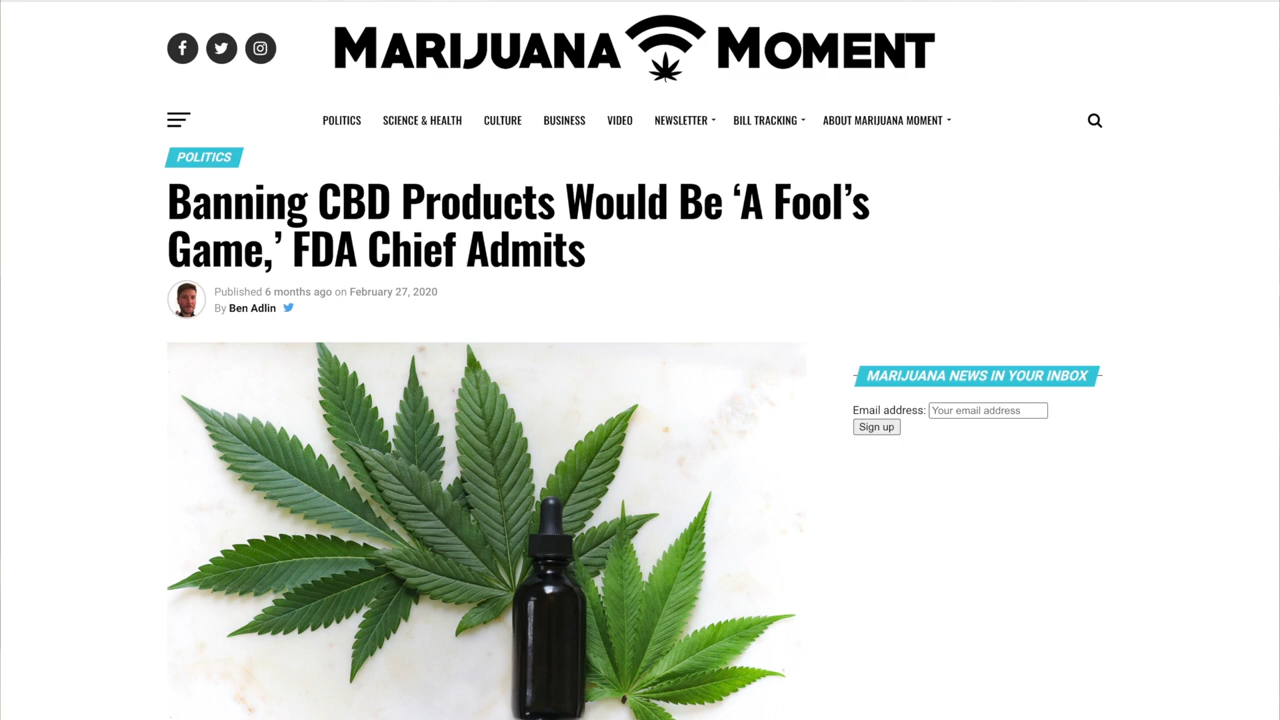 MARIJUANA MOMENT
POLITICS SCIENCE & HEALTH CULTURE BUSINESS VIDEO NEWSLETTER BILL TRACKING ABOUT MARIJUANA MOMENT
POLITICS
Banning CBD Products Would Be ‘A Fool’s
Game,’ FDA Chief Admits
Published 6 months ago on February 27, 2020
By Ben Adlin
MARIJUANA NEWS IN YOUR INBOX
Email address: Your email address
Sign up